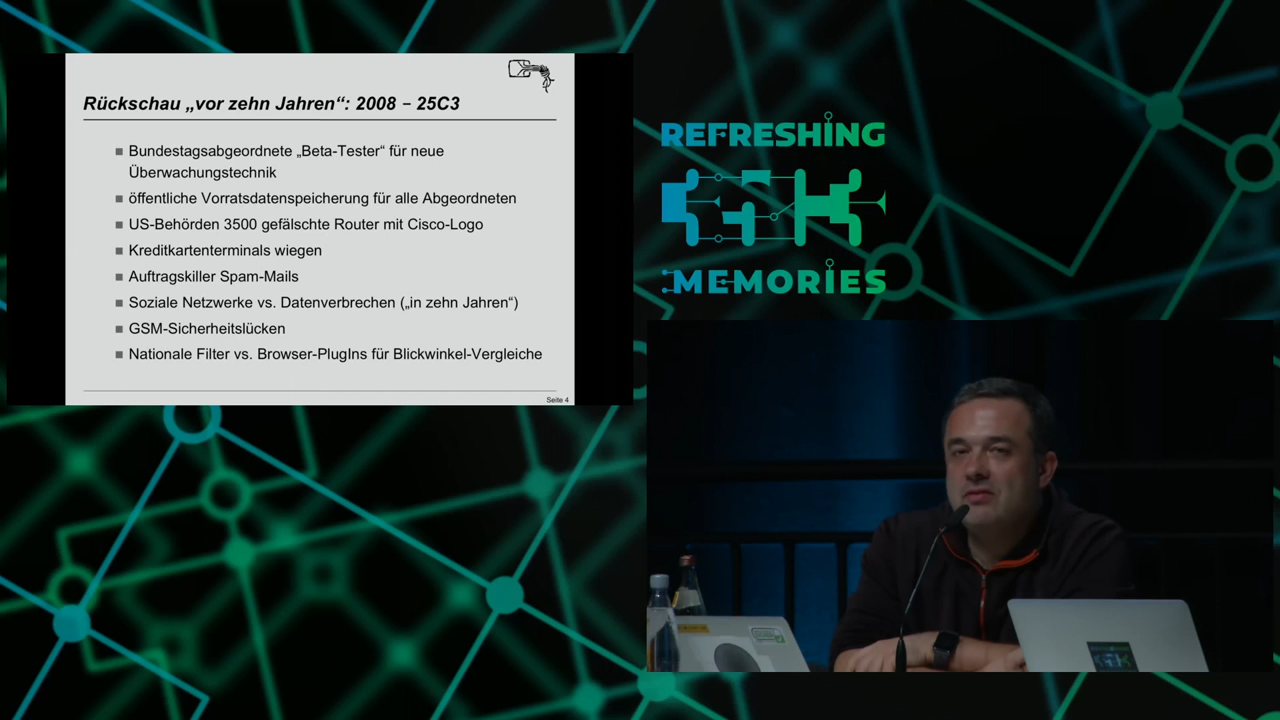 Rückschau „vor zehn Jahren“: 2008 – 25C3
Bundestagsabgeordnete „Beta-Tester“ für neue
Überwachungstechnik
öffentliche Vorratsdatenspeicherung für alle Abgeordneten
US-Behörden 3500 gefälschte Router mit Cisco-Logo
Kreditkartenterminals wiegen
Auftragskiller Spam-Mails
Soziale Netzwerke vs. Datenverbrechen („in zehn Jahren“)
GSM-Sicherheitslücken
Nationale Filter vs. Browser-PlugIns für Blickwinkel-Vergleiche
Seite 4
REFRESHING
MEMORIES